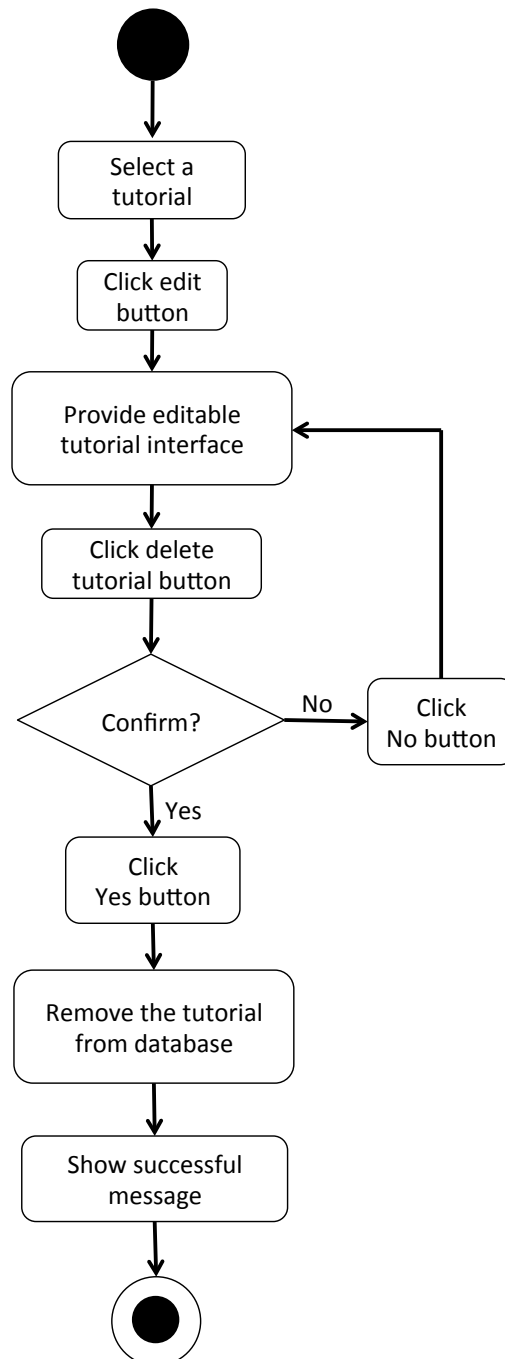 Select a
tutorial
Click edit
button
Provide editable
tutorial interface
Click delete
tutorial button
Confirm?
No
Click
No button
Yes
Click
Yes button
Remove the tutorial
from database
Show successful
message